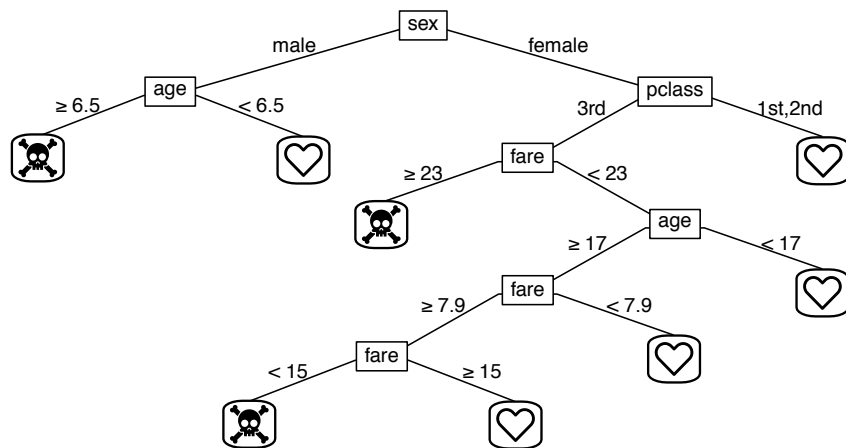 sex
male
female
age
pclass
≥ 6.5
< 6.5
3rd
1st,2nd
fare
≥ 23
< 23
age
≥ 17
< 17
fare
≥ 7.9
< 7.9
fare
< 15
≥ 15